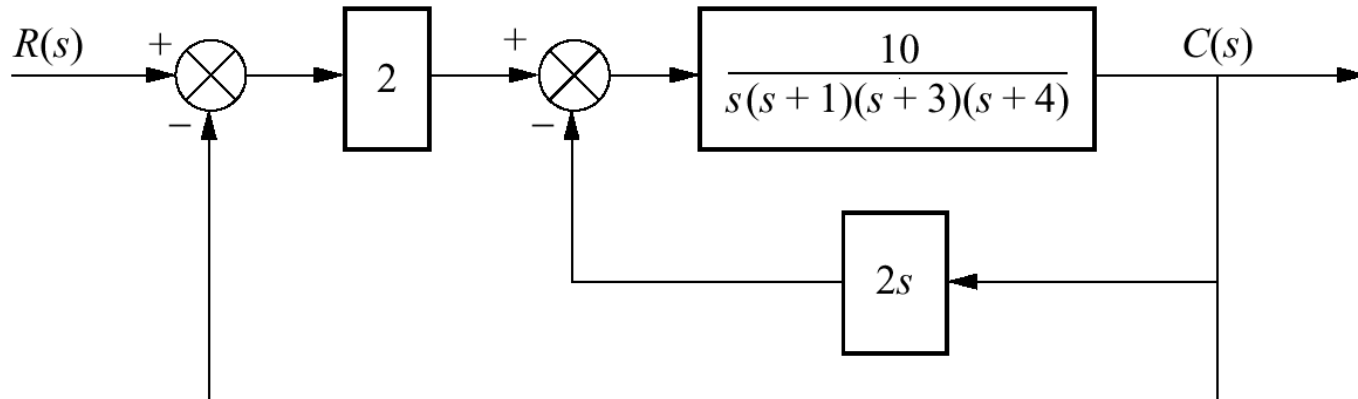 R(s) + − 2 + − 10 C(s)
s(s + 1)(s + 3)(s + 4)
2s